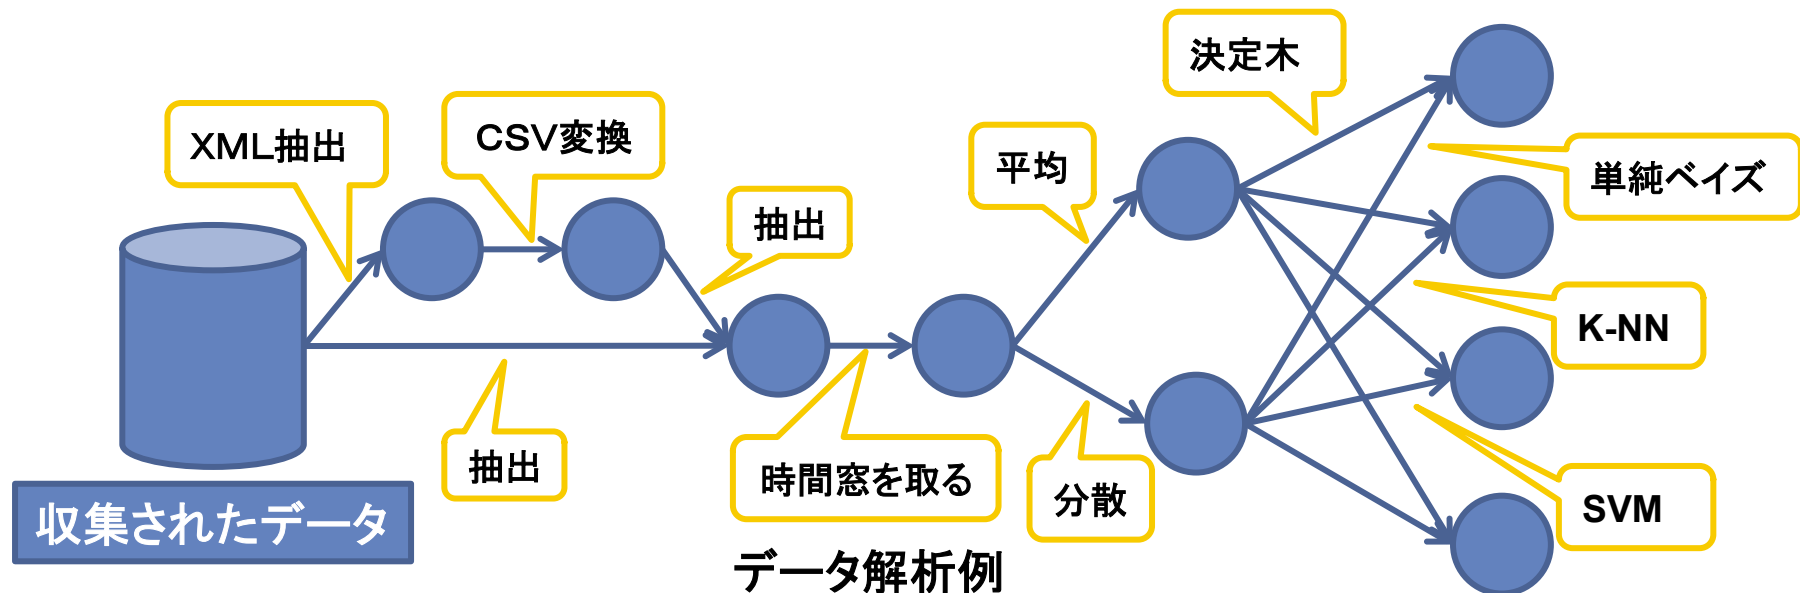 XML抽出
CSV変換
抽出
抽出
時間窓を取る
平均
分散
決定木
単純ベイズ
K-NN
SVM
収集されたデータ
データ解析例